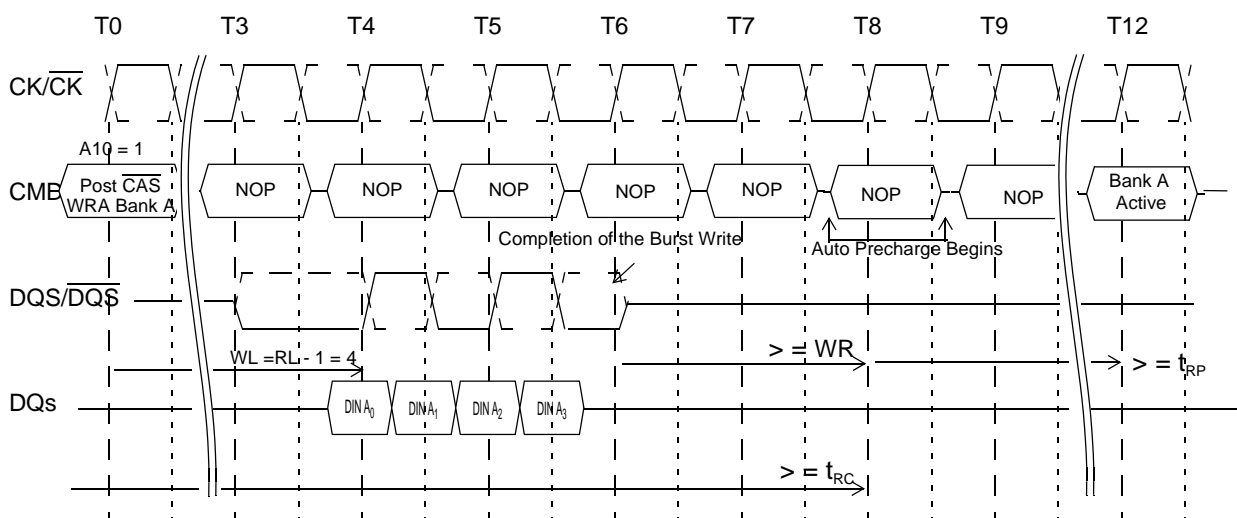 T0 T3 T4 T5 T6 T7 T8 T9 T12
CK/CK
A10 = 1
CMD
Post CAS
WRA Bank A
NOP
NOP
NOP
NOP
NOP
NOP
NOP
Bank A
Active
Completion of the Burst Write
Auto Precharge Begins
DQS/DQS
WL =RL - 1 = 4
> = WR
> = tRP
DQs
DIN A0
DIN A1
DIN A2
DIN A3
> = tRC